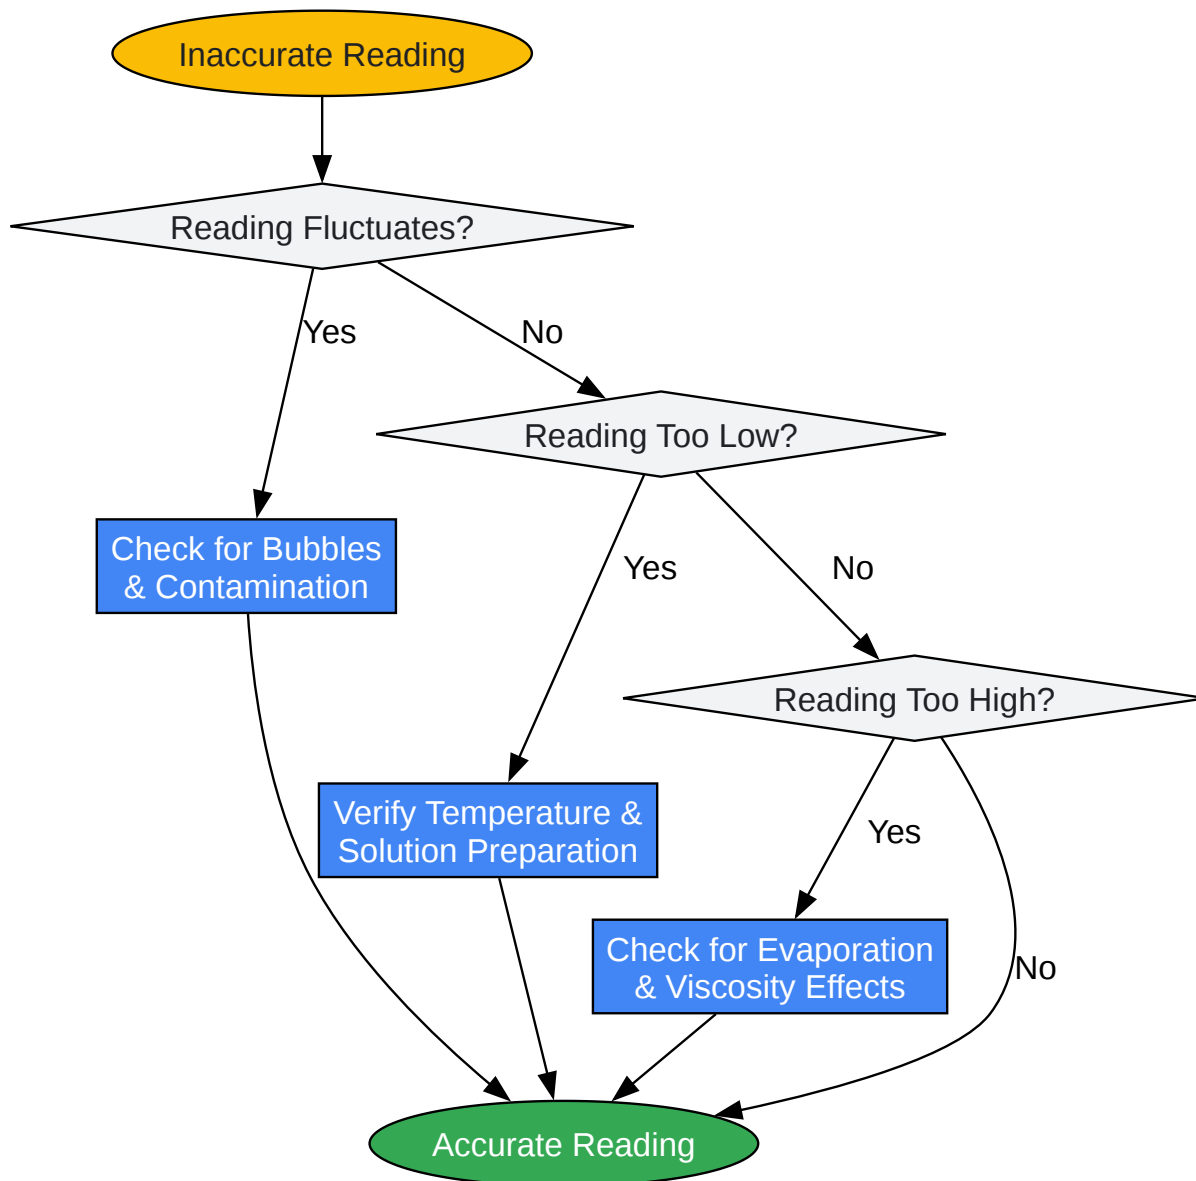 Inaccurate Reading
Reading Fluctuates?
Yes
No
Reading Too Low?
Check for Bubbles
& Contamination
Yes
No
Reading Too High?
Verify Temperature &
Solution Preparation
Yes
Check for Evaporation
& Viscosity Effects
No
Accurate Reading